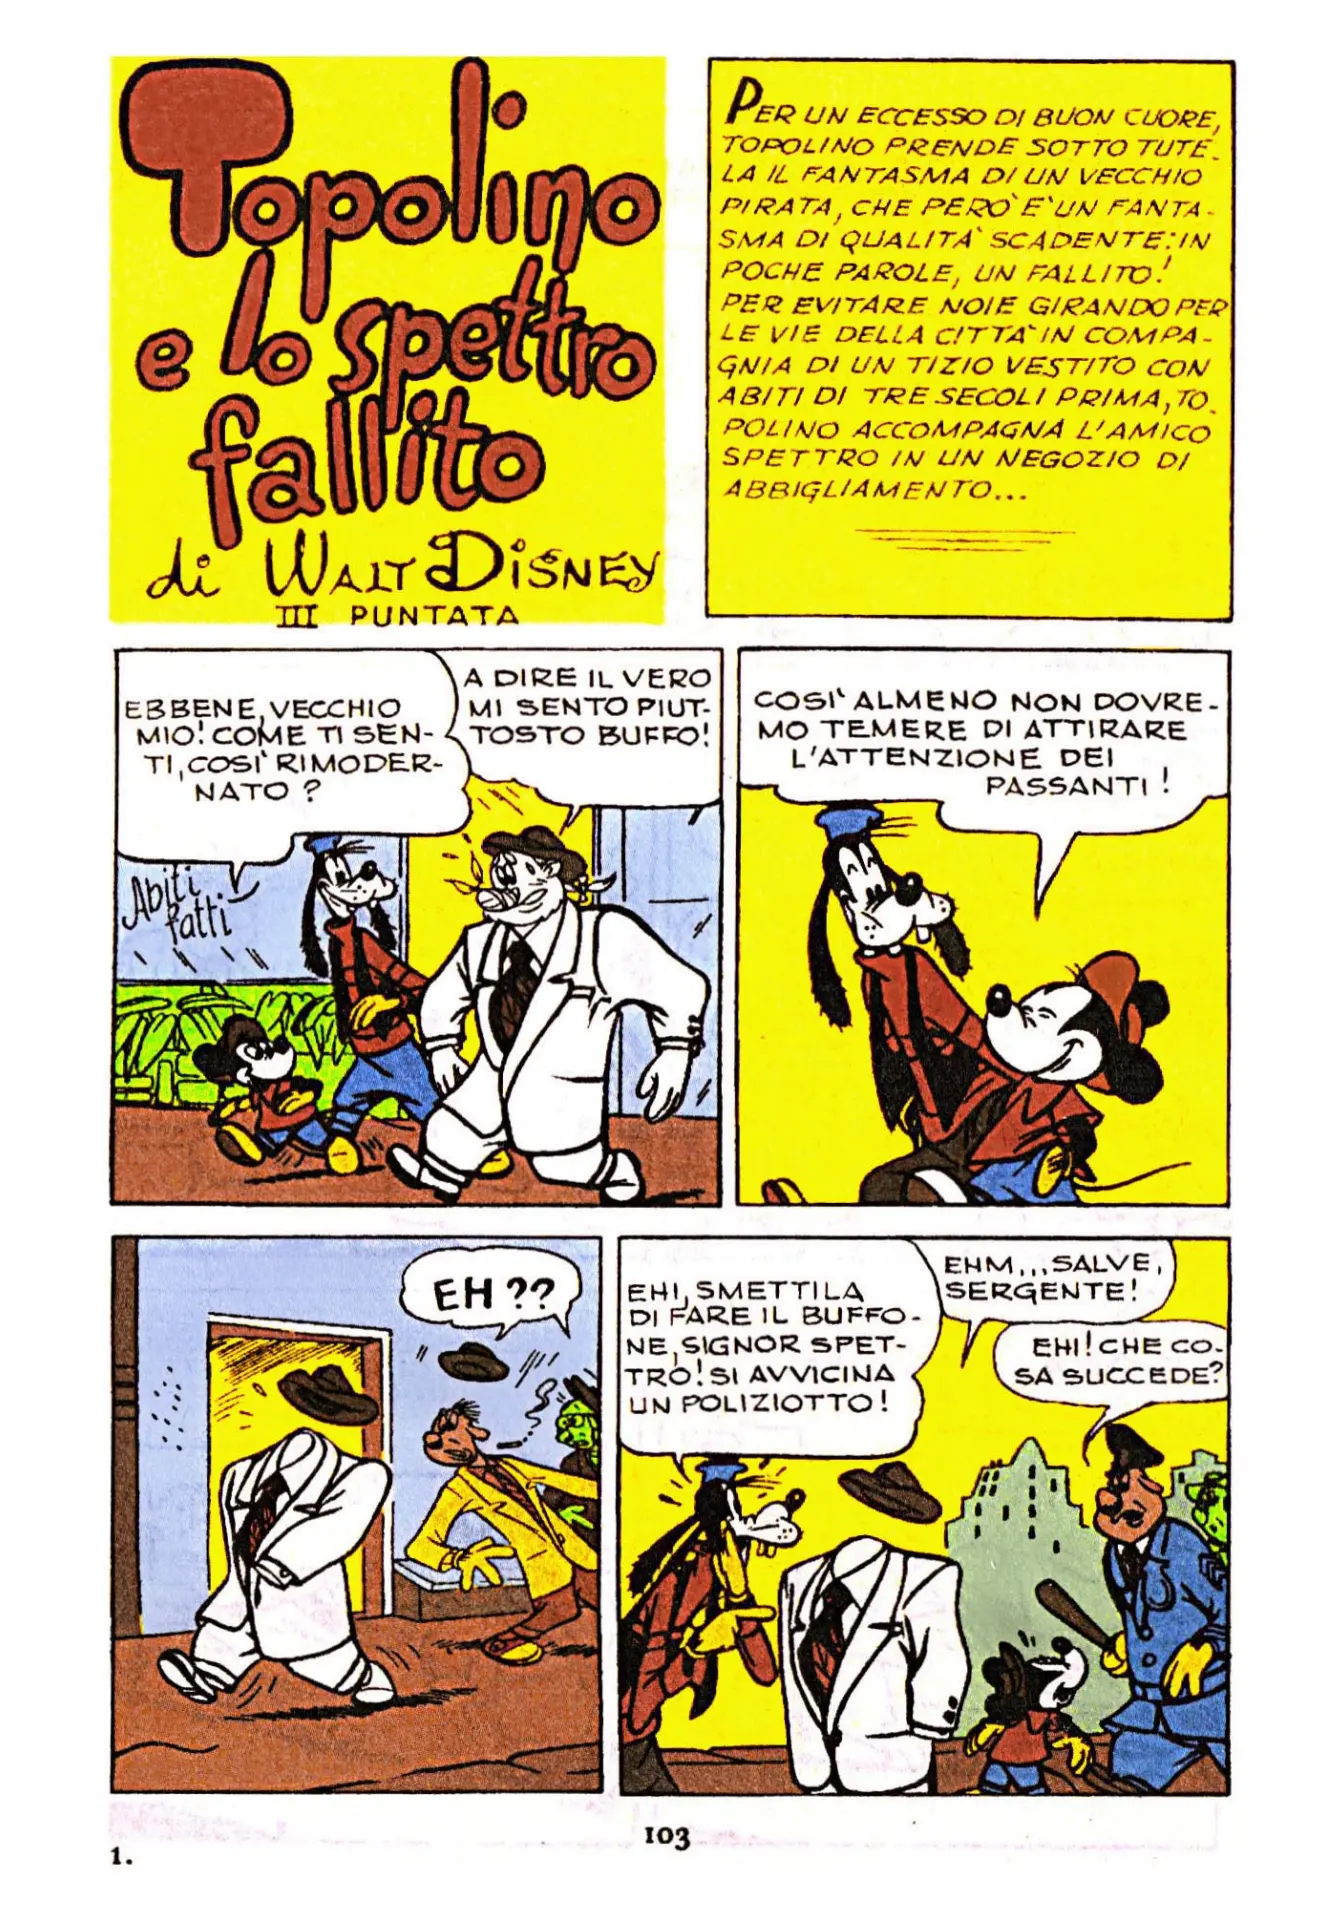 Topolino
e lo spettro
fallito
di WALT DISNEY
III PUNTATA
PER UN ECCESSO DI BUON CUORE,
TOPOLINO PRENDE SOTTO TUTE-
LA IL FANTASMA DI UN VECCHIO
PIRATA, CHE PERO' E' UN FANTA-
SMA DI QUALITA' SCADENTE: IN
POCHE PAROLE, UN FALLITO!
PER EVITARE NOIE GIRANDO PER
LE VIE DELLA CITTA' IN COMPA-
GNIA DI UN TIZIO VESTITO CON
ABITI DI TRE SECOLI PRIMA, TO-
POLINO ACCOMPAGNA L'AMICO
SPETTRO IN UN NEGOZIO DI
ABBIGLIAMENTO...
EBBENE, VECCHIO
MIO! COME TI SEN-
TI, COSI' RIMODER-
NATO ?
A DIRE IL VERO
MI SENTO PIUT-
TOSTO BUFFO!
Abiti
fatti
COSI' ALMENO NON DOVRE-
MO TEMERE DI ATTIRARE
L'ATTENZIONE DEI
PASSANTI !
EH ??
EHI, SMETTILA
DI FARE IL BUFFO-
NE, SIGNOR SPET-
TRO! SI AVVICINA
UN POLIZIOTTO!
EHM... SALVE,
SERGENTE!
EHI! CHE CO-
SA SUCCEDE?
103
1.